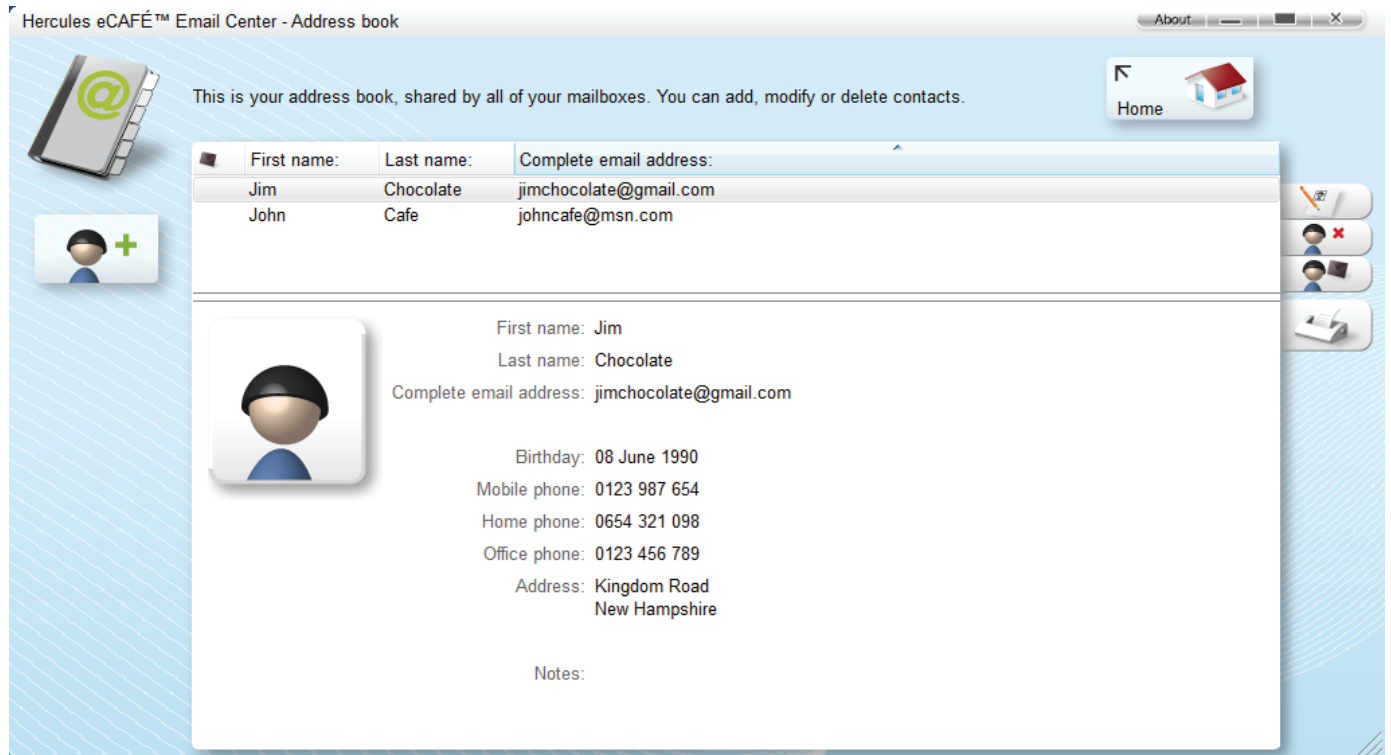 Hercules eCAFÉ™ Email Center - Address book
About
This is your address book, shared by all of your mailboxes. You can add, modify or delete contacts.
Home
First name: Last name: Complete email address:
Jim Chocolate jimchocolate@gmail.com
John Cafe johncafe@msn.com
First name: Jim
Last name: Chocolate
Complete email address: jimchocolate@gmail.com
Birthday: 08 June 1990
Mobile phone: 0123 987 654
Home phone: 0654 321 098
Office phone: 0123 456 789
Address: Kingdom Road
New Hampshire
Notes: